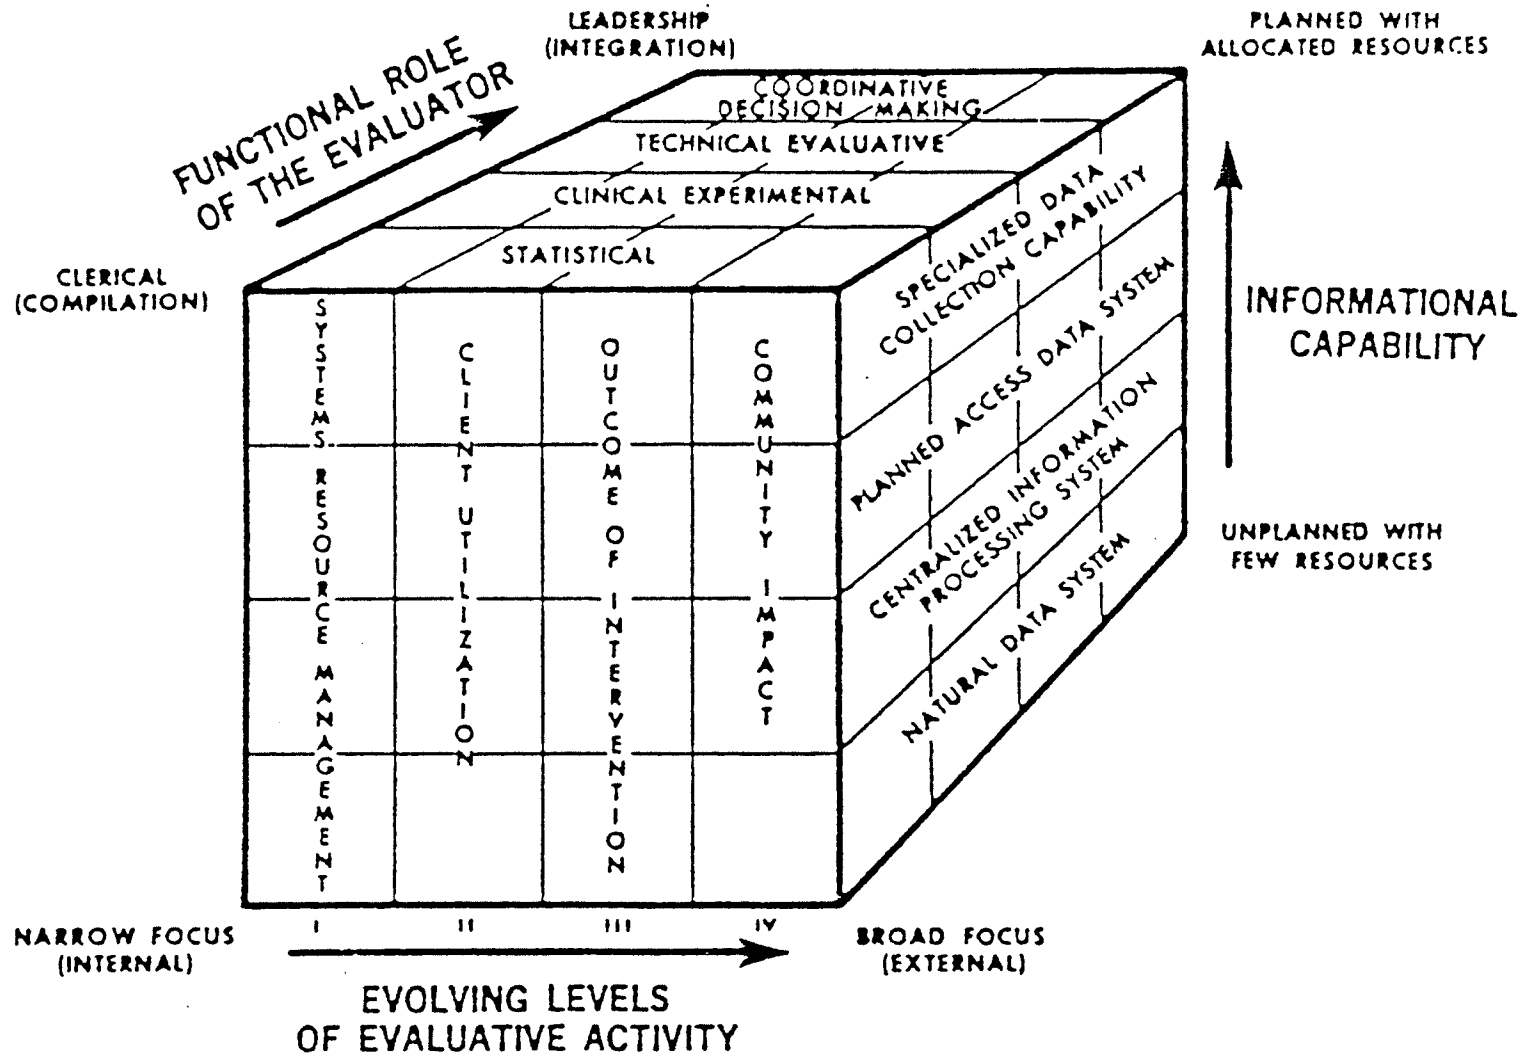 LEADERSHIP
(INTEGRATION)
PLANNED WITH
ALLOCATED RESOURCES
FUNCTIONAL ROLE
OF THE EVALUATOR
COORDINATIVE
DECISION MAKING
TECHNICAL EVALUATIVE
CLINICAL EXPERIMENTAL
STATISTICAL
CLERICAL
(COMPILATION)
SYSTEMS RESOURCE MANAGEMENT
CLIENT UTILIZATION
OUTCOME OF INTERVENTION
COMMUNITY IMPACT
SPECIALIZED DATA
COLLECTION CAPABILITY
PLANNED ACCESS DATA SYSTEM
CENTRALIZED INFORMATION
PROCESSING SYSTEM
NATURAL DATA SYSTEM
INFORMATIONAL
CAPABILITY
UNPLANNED WITH
FEW RESOURCES
I II III IV
NARROW FOCUS
(INTERNAL)
BROAD FOCUS
(EXTERNAL)
EVOLVING LEVELS
OF EVALUATIVE ACTIVITY